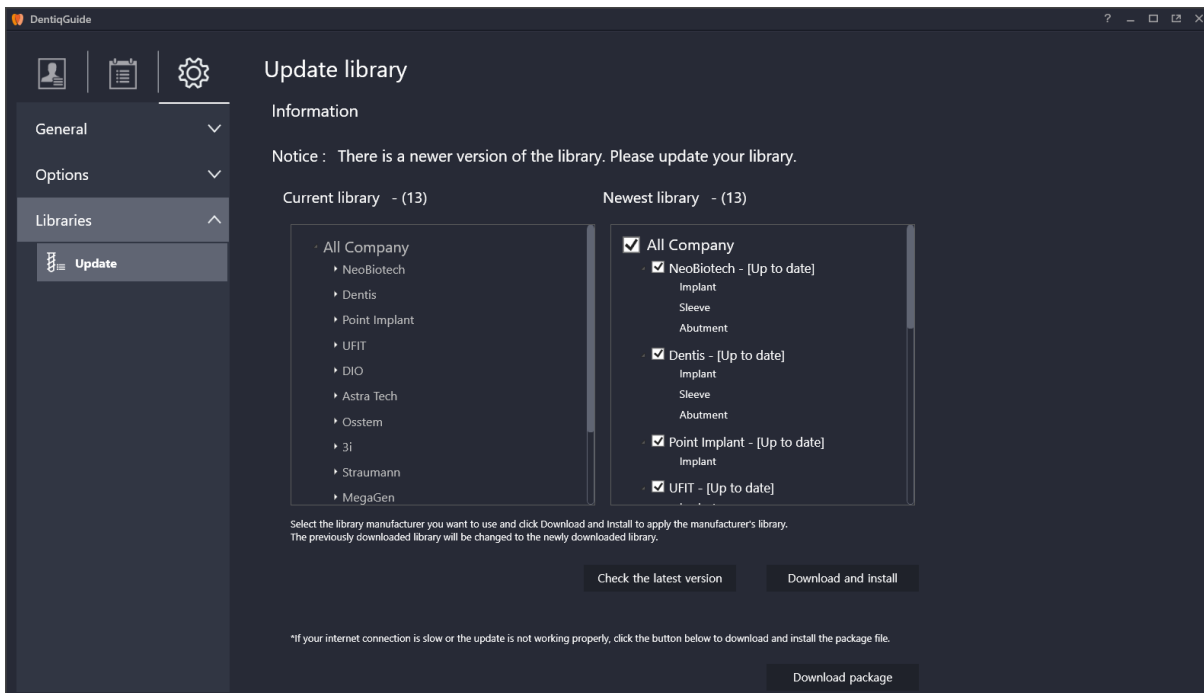 DentiqGuide
Update library
Information
General
Notice : There is a newer version of the library. Please update your library.
Options
Current library - (13)
Newest library - (13)
Libraries
Update
All Company
NeoBiotech
Dentis
Point Implant
UFIT
DIO
Astra Tech
Osstem
3i
Straumann
MegaGen
All Company
NeoBiotech - [Up to date]
Implant
Sleeve
Abutment
Dentis - [Up to date]
Implant
Sleeve
Abutment
Point Implant - [Up to date]
Implant
UFIT - [Up to date]
Select the library manufacturer you want to use and click Download and Install to apply the manufacturer's library.
The previously downloaded library will be changed to the newly downloaded library.
Check the latest version
Download and install
*If your internet connection is slow or the update is not working properly, click the button below to download and install the package file.
Download package